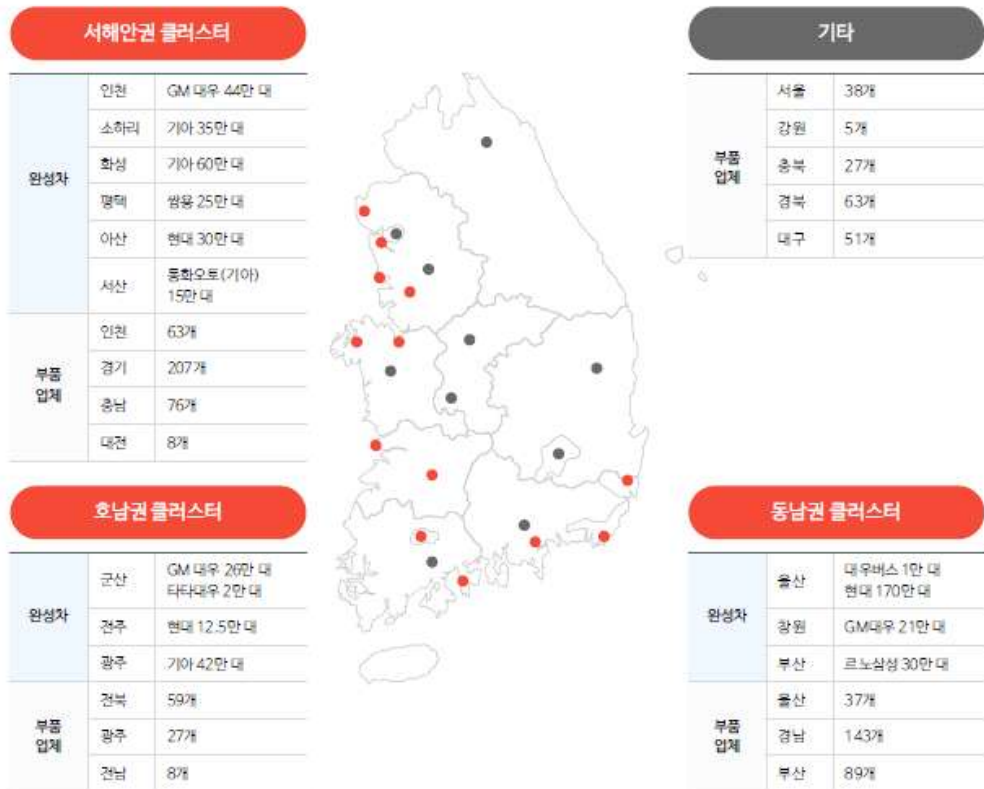 서해안권 클러스터
완성차
인천 GM 대우 44만 대
소하리 기아 35만 대
화성 기아 60만 대
평택 쌍용 25만 대
아산 현대 30만 대
서산 동화오토(기아)
15만 대
부품
업체
인천 63개
경기 207개
충남 76개
대전 8개
기타
부품
업체
서울 38개
강원 5개
충북 27개
경북 63개
대구 51개
호남권 클러스터
완성차
군산 GM 대우 26만 대
타타대우 2만 대
전주 현대 12.5만 대
광주 기아 42만 대
부품
업체
전북 59개
광주 27개
전남 8개
동남권 클러스터
완성차
울산 대우버스 1만 대
현대 170만 대
창원 GM대우 21만 대
부산 르노삼성 30만 대
부품
업체
울산 37개
경남 143개
부산 89개